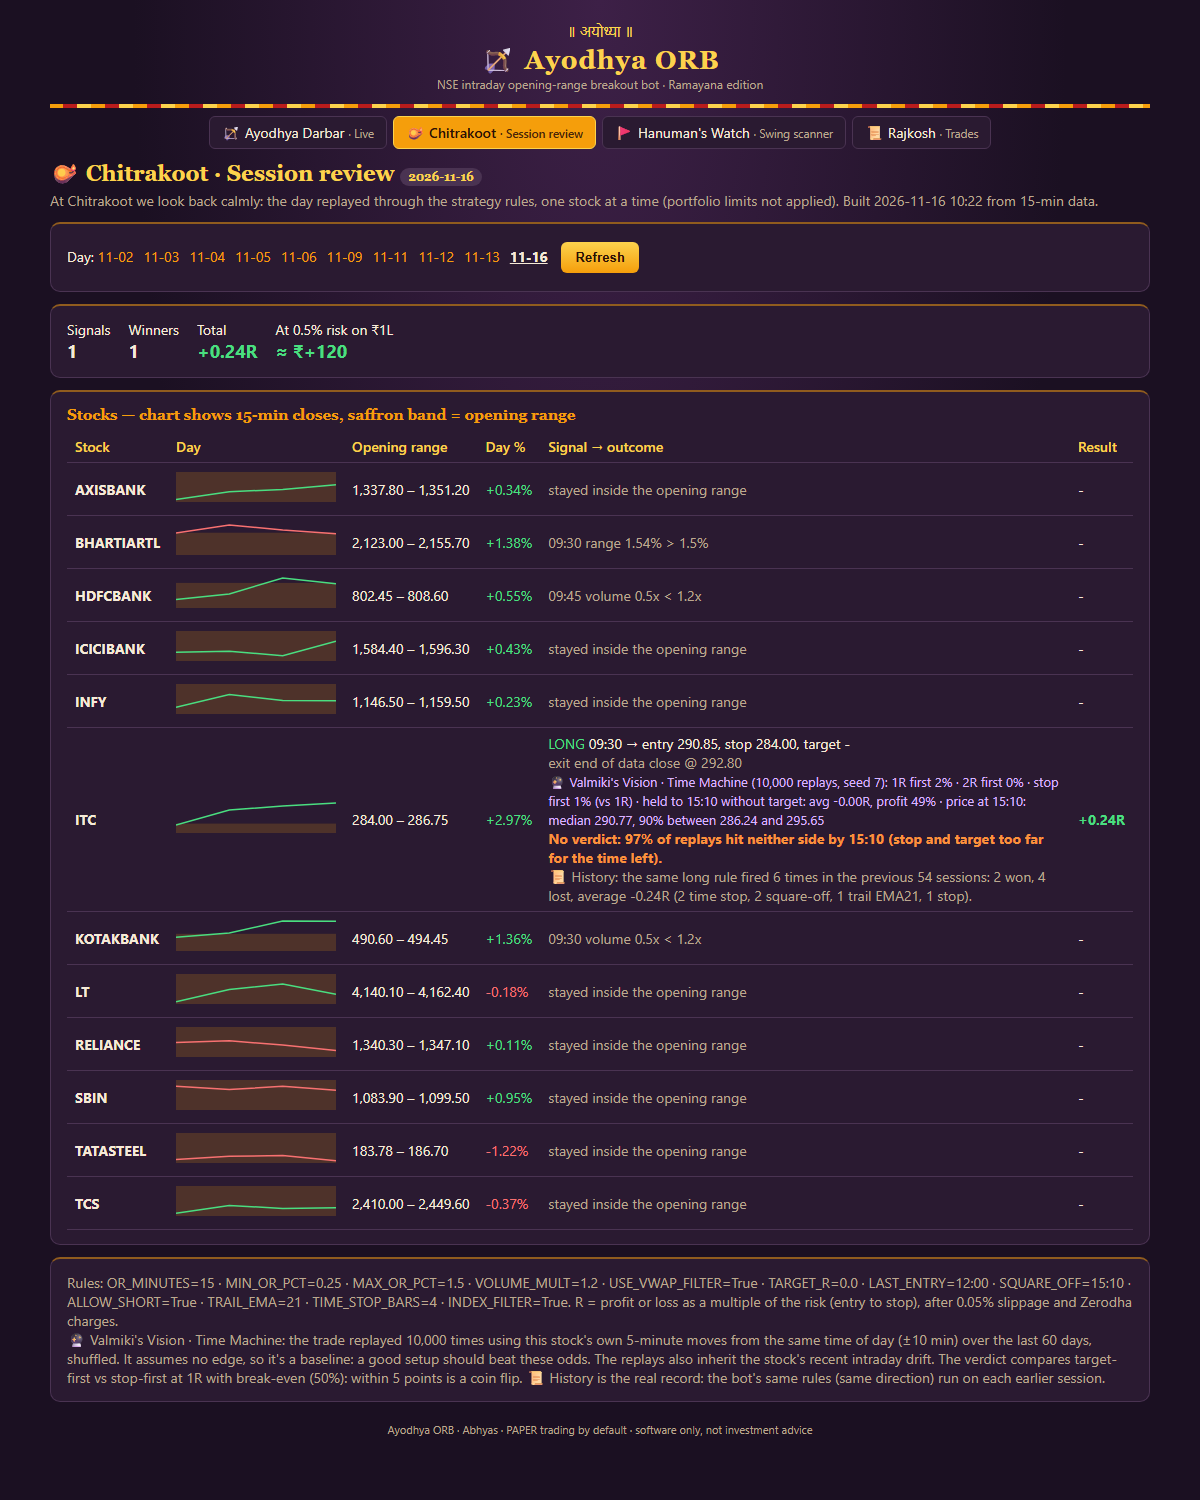 ॥ अयोध्या ॥
🏹 Ayodhya ORB
NSE intraday opening-range breakout bot · Ramayana edition
🏹 Ayodhya Darbar · Live
🪔 Chitrakoot · Session review
🚩 Hanuman's Watch · Swing scanner
📜 Rajkosh · Trades
🪔 Chitrakoot · Session review 2026-11-16
At Chitrakoot we look back calmly: the day replayed through the strategy rules, one stock at a time (portfolio limits not applied). Built 2026-11-16 10:22 from 15-min data.
Day: 11-02 11-03 11-04 11-05 11-06 11-09 11-11 11-12 11-13 11-16 Refresh
Signals Winners Total At 0.5% risk on ₹1L
1 1 +0.24R ≈ ₹+120
Stocks — chart shows 15-min closes, saffron band = opening range
Stock Day Opening range Day % Signal → outcome Result
AXISBANK 1,337.80 – 1,351.20 +0.34% stayed inside the opening range -
BHARTIARTL 2,123.00 – 2,155.70 +1.38% 09:30 range 1.54% > 1.5% -
HDFCBANK 802.45 – 808.60 +0.55% 09:45 volume 0.5x < 1.2x -
ICICIBANK 1,584.40 – 1,596.30 +0.43% stayed inside the opening range -
INFY 1,146.50 – 1,159.50 +0.23% stayed inside the opening range -
LONG 09:30 → entry 290.85, stop 284.00, target -
exit end of data close @ 292.80
🔮 Valmiki's Vision · Time Machine (10,000 replays, seed 7): 1R first 2% · 2R first 0% · stop
first 1% (vs 1R) · held to 15:10 without target: avg -0.00R, profit 49% · price at 15:10:
ITC 284.00 – 286.75 +2.97% median 290.77, 90% between 286.24 and 295.65 +0.24R
No verdict: 97% of replays hit neither side by 15:10 (stop and target too far
for the time left).
📜 History: the same long rule fired 6 times in the previous 54 sessions: 2 won, 4
lost, average -0.24R (2 time stop, 2 square-off, 1 trail EMA21, 1 stop).
KOTAKBANK 490.60 – 494.45 +1.36% 09:30 volume 0.5x < 1.2x -
LT 4,140.10 – 4,162.40 -0.18% stayed inside the opening range -
RELIANCE 1,340.30 – 1,347.10 +0.11% stayed inside the opening range -
SBIN 1,083.90 – 1,099.50 +0.95% stayed inside the opening range -
TATASTEEL 183.78 – 186.70 -1.22% stayed inside the opening range -
TCS 2,410.00 – 2,449.60 -0.37% stayed inside the opening range -
Rules: OR_MINUTES=15 · MIN_OR_PCT=0.25 · MAX_OR_PCT=1.5 · VOLUME_MULT=1.2 · USE_VWAP_FILTER=True · TARGET_R=0.0 · LAST_ENTRY=12:00 · SQUARE_OFF=15:10 ·
ALLOW_SHORT=True · TRAIL_EMA=21 · TIME_STOP_BARS=4 · INDEX_FILTER=True. R = profit or loss as a multiple of the risk (entry to stop), after 0.05% slippage and Zerodha
charges.
🔮 Valmiki's Vision · Time Machine: the trade replayed 10,000 times using this stock's own 5-minute moves from the same time of day (±10 min) over the last 60 days,
shuffled. It assumes no edge, so it's a baseline: a good setup should beat these odds. The replays also inherit the stock's recent intraday drift. The verdict compares target-
first vs stop-first at 1R with break-even (50%): within 5 points is a coin flip. 📜 History is the real record: the bot's same rules (same direction) run on each earlier session.
Ayodhya ORB · Abhyas · PAPER trading by default · software only, not investment advice